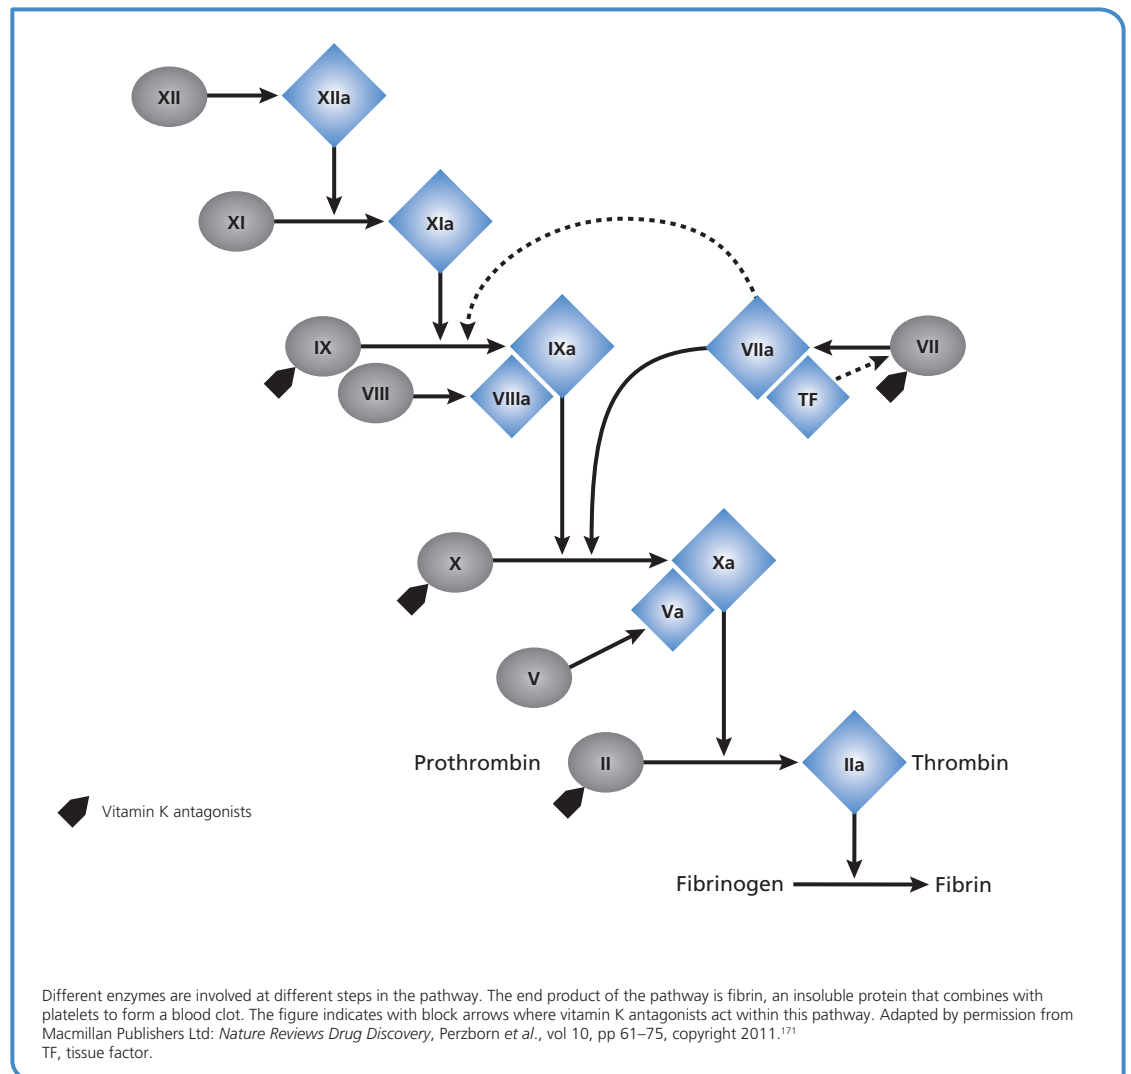 XII
XIIa
XI
XIa
IX
IXa
VIIa
VII
VIII
VIIIa
TF
X
Xa
Va
V
Prothrombin
II
IIa
Thrombin
Vitamin K antagonists
Fibrinogen
Fibrin
Different enzymes are involved at different steps in the pathway. The end product of the pathway is fibrin, an insoluble protein that combines with
platelets to form a blood clot. The figure indicates with block arrows where vitamin K antagonists act within this pathway. Adapted by permission from
Macmillan Publishers Ltd: Nature Reviews Drug Discovery, Perzborn et al., vol 10, pp 61–75, copyright 2011.171
TF, tissue factor.